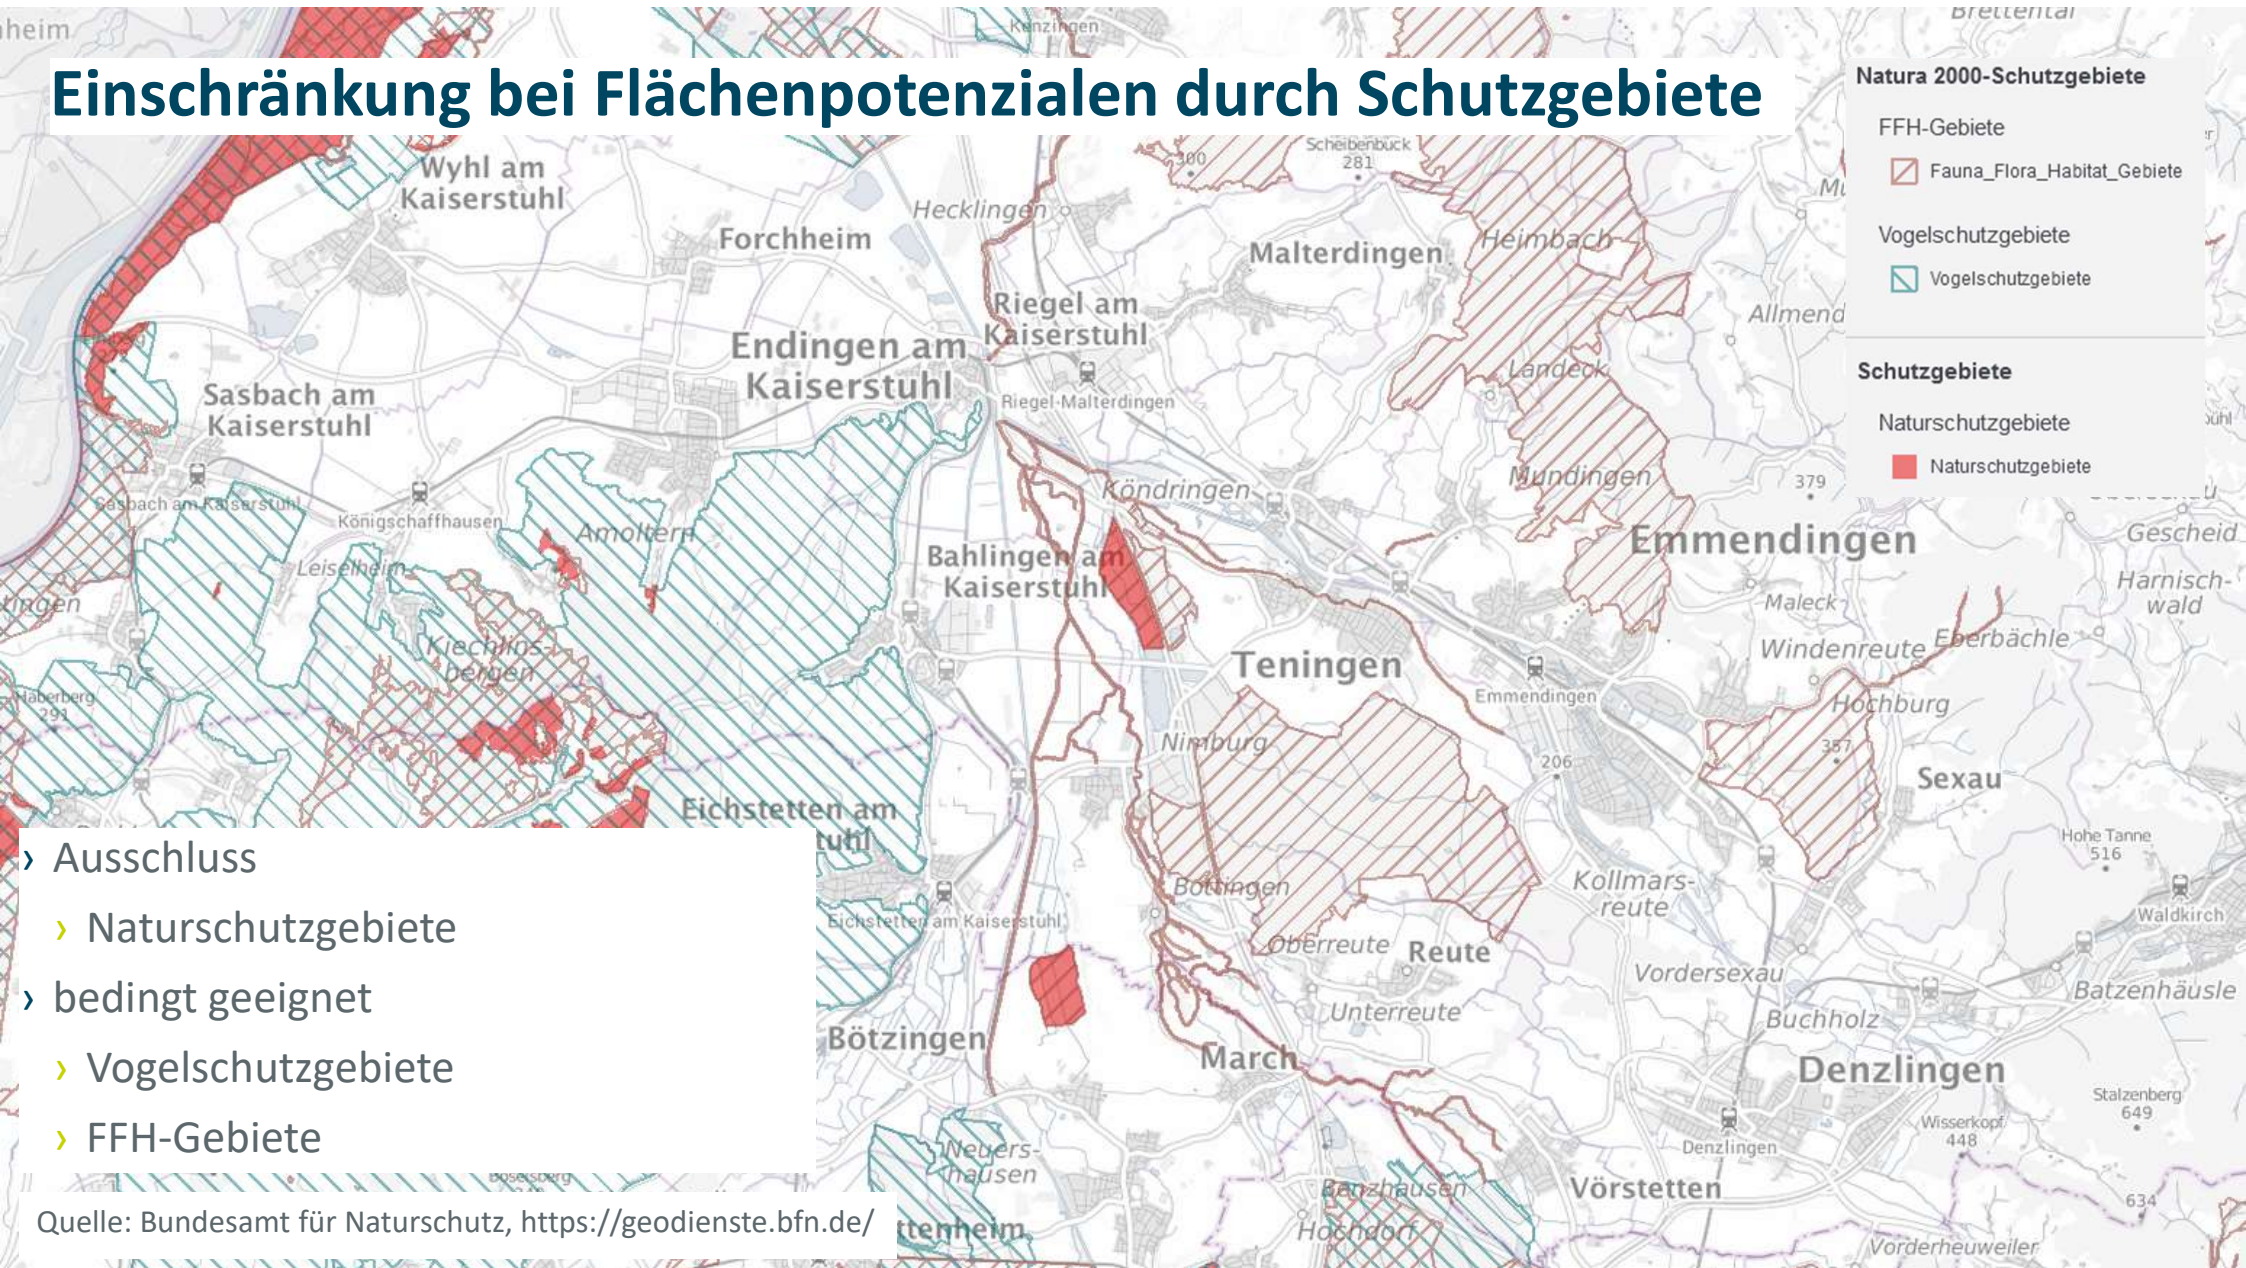 Brettental
nheim
Kenzingen
Einschränkung bei Flächenpotenzialen durch Schutzgebiete
Natura 2000-Schutzgebiete
FFH-Gebiete
Fauna_Flora_Habitat_Gebiete
Vogelschutzgebiete
Vogelschutzgebiete
Schutzgebiete
Naturschutzgebiete
Naturschutzgebiete
Wyhl am
Kaiserstuhl
300
Scheibenbuck
281
Hecklingen
Forchheim
Malterdingen
Heimbach
Riegel am
Kaiserstuhl
Allmend
Endingen am
Kaiserstuhl
Landeck
Sasbach am
Kaiserstuhl
Riegel-Malterdingen
Mundingen
379
Köndringen
Sasbach am Kaiserstuhl
Königschaffhausen
Amoltern
Emmendingen
Gescheid
Leiselheim
Bahlingen am
Kaiserstuhl
Harnisch-
wald
tingen
Maleck
Kiechlins-
bergen
Teningen
Windenreute
Eberbächle
Haberberg
291
Emmendingen
Hochburg
Nimburg
357
206
Sexau
Eichstetten am
stuhl
Hohe Tanne
516
› Ausschluss
› Naturschutzgebiete
› bedingt geeignet
› Vogelschutzgebiete
› FFH-Gebiete
Bottingen
Kollmars-
reute
Eichstetten am Kaiserstuhl
Waldkirch
Oberreute
Reute
Vordersexau
Batzenhäusle
Unterreute
Buchholz
Bötzingen
March
Denzlingen
Stalzenberg
649
Wisserkopf
448
Denzlingen
Neuers-
hausen
Benzhausen
Vörstetten
634
Quelle: Bundesamt für Naturschutz, https://geodienste.bfn.de/
ttenheim
Hochdorf
Vorderheuweiler